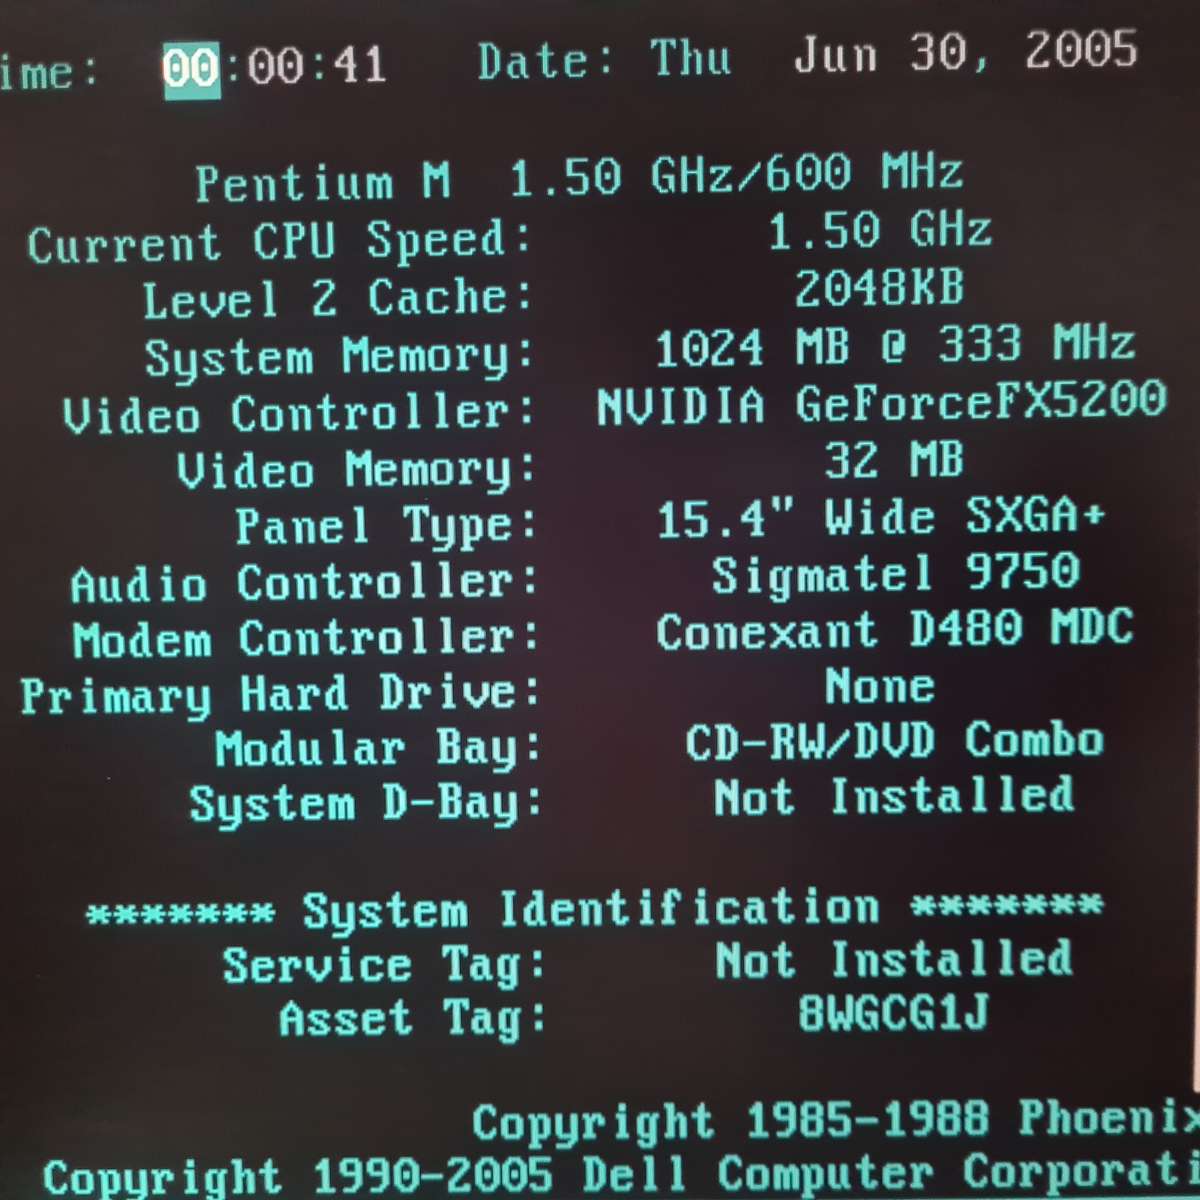 ime: 00:00:41 Date: Thu Jun 30, 2005
Pentium M 1.50 GHz/600 MHz
Current CPU Speed: 1.50 GHz
Level 2 Cache: 2048KB
System Memory: 1024 MB @ 333 MHz
Video Controller: NVIDIA GeForceFX5200
Video Memory: 32 MB
Panel Type: 15.4" Wide SXGA+
Audio Controller: Sigmatel 9750
Modem Controller: Conexant D480 MDC
Primary Hard Drive: None
Modular Bay: CD-RW/DVD Combo
System D-Bay: Not Installed
******* System Identification *******
Service Tag: Not Installed
Asset Tag: 8WGCG1J
Copyright 1985-1988 Phoenix
Copyright 1990-2005 Dell Computer Corporati